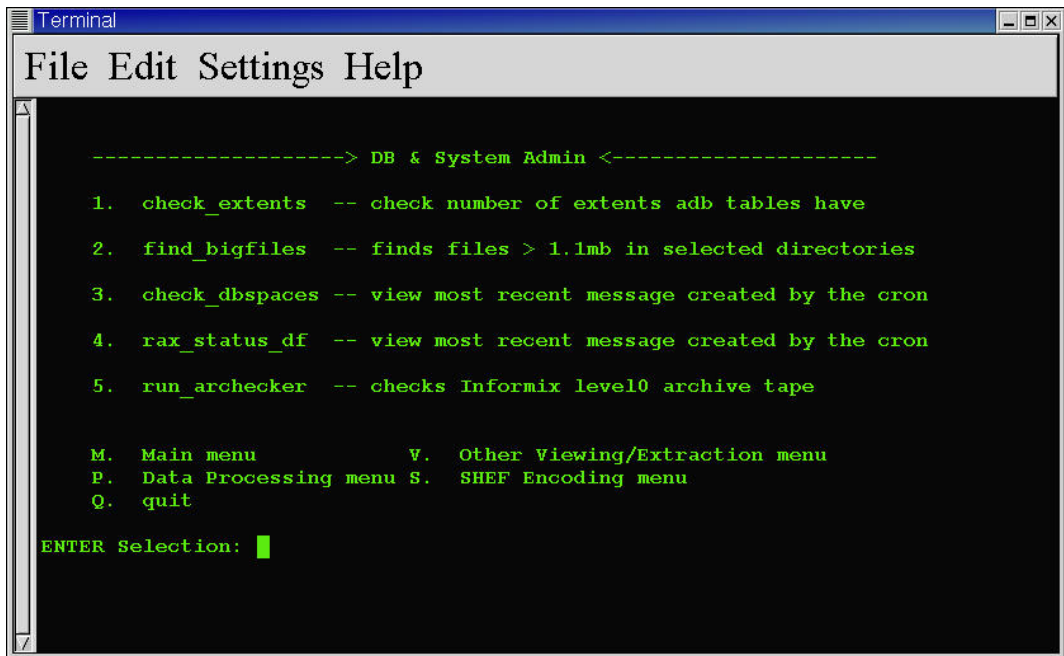 Terminal
File Edit Settings Help
--------------------> DB & System Admin <---------------------
1. check_extents -- check number of extents adb tables have
2. find_bigfiles -- finds files > 1.1mb in selected directories
3. check_dbspaces -- view most recent message created by the cron
4. rax_status_df -- view most recent message created by the cron
5. run_archecker -- checks Informix level0 archive tape
M. Main menu V. Other Viewing/Extraction menu
P. Data Processing menu S. SHEF Encoding menu
Q. quit
ENTER Selection: